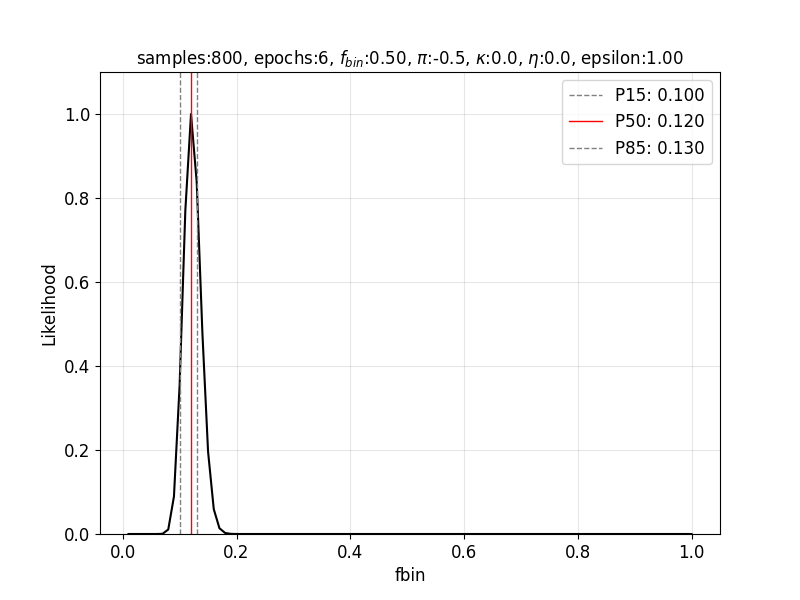 samples:800, epochs:6, f_bin:0.50, π:-0.5, κ:0.0, η:0.0, epsilon:1.00
P15: 0.100
P50: 0.120
P85: 0.130
1.0
0.8
0.6
0.4
0.2
0.0
Likelihood
0.0 0.2 0.4 0.6 0.8 1.0
fbin